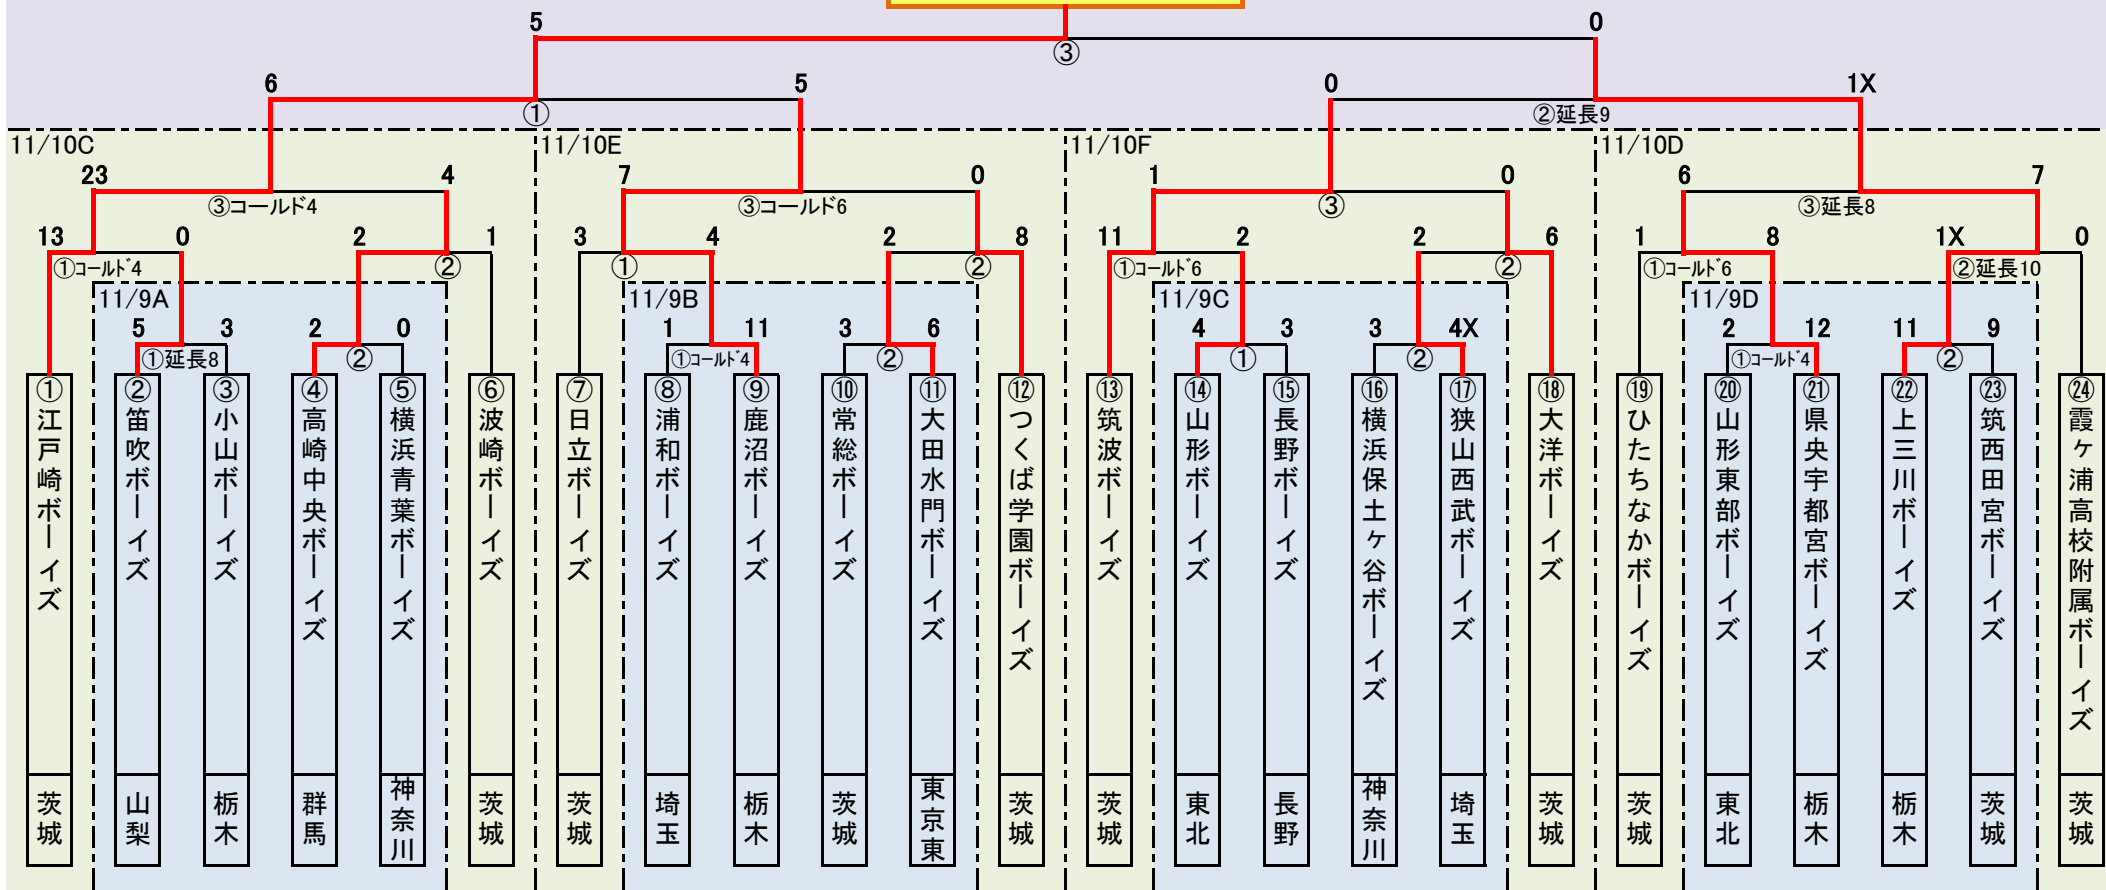 5
0
③
6
5
0
1X
①
②延長9
11/10C
11/10E
11/10F
11/10D
23
4
7
0
1
0
6
7
③コールド4
③コールド6
③
③延長8
13
0
2
1
3
4
2
8
11
2
2
6
1
8
1X
0
①コールド4
②
①
②
①コールド6
②
①コールド6
②延長10
11/9A
11/9B
11/9C
11/9D
5
3
2
0
1
11
3
6
4
3
3
4X
2
12
11
9
①延長8
②
①コールド4
②
①
②
①コールド4
②
①江戸崎ボーイズ
茨城
②笛吹ボーイズ
山梨
③小山ボーイズ
栃木
④高崎中央ボーイズ
群馬
⑤横浜青葉ボーイズ
神奈川
⑥波崎ボーイズ
茨城
⑦日立ボーイズ
茨城
⑧浦和ボーイズ
埼玉
⑨鹿沼ボーイズ
栃木
⑩常総ボーイズ
茨城
⑪大田水門ボーイズ
東京東
⑫つくば学園ボーイズ
茨城
⑬筑波ボーイズ
茨城
⑭山形ボーイズ
東北
⑮長野ボーイズ
長野
⑯横浜保土ヶ谷ボーイズ
神奈川
⑰狭山西武ボーイズ
埼玉
⑱大洋ボーイズ
茨城
⑲ひたちなかボーイズ
茨城
⑳山形東部ボーイズ
東北
㉑県央宇都宮ボーイズ
栃木
㉒上三川ボーイズ
栃木
㉓筑西田宮ボーイズ
茨城
㉔霞ヶ浦高校附属ボーイズ
茨城